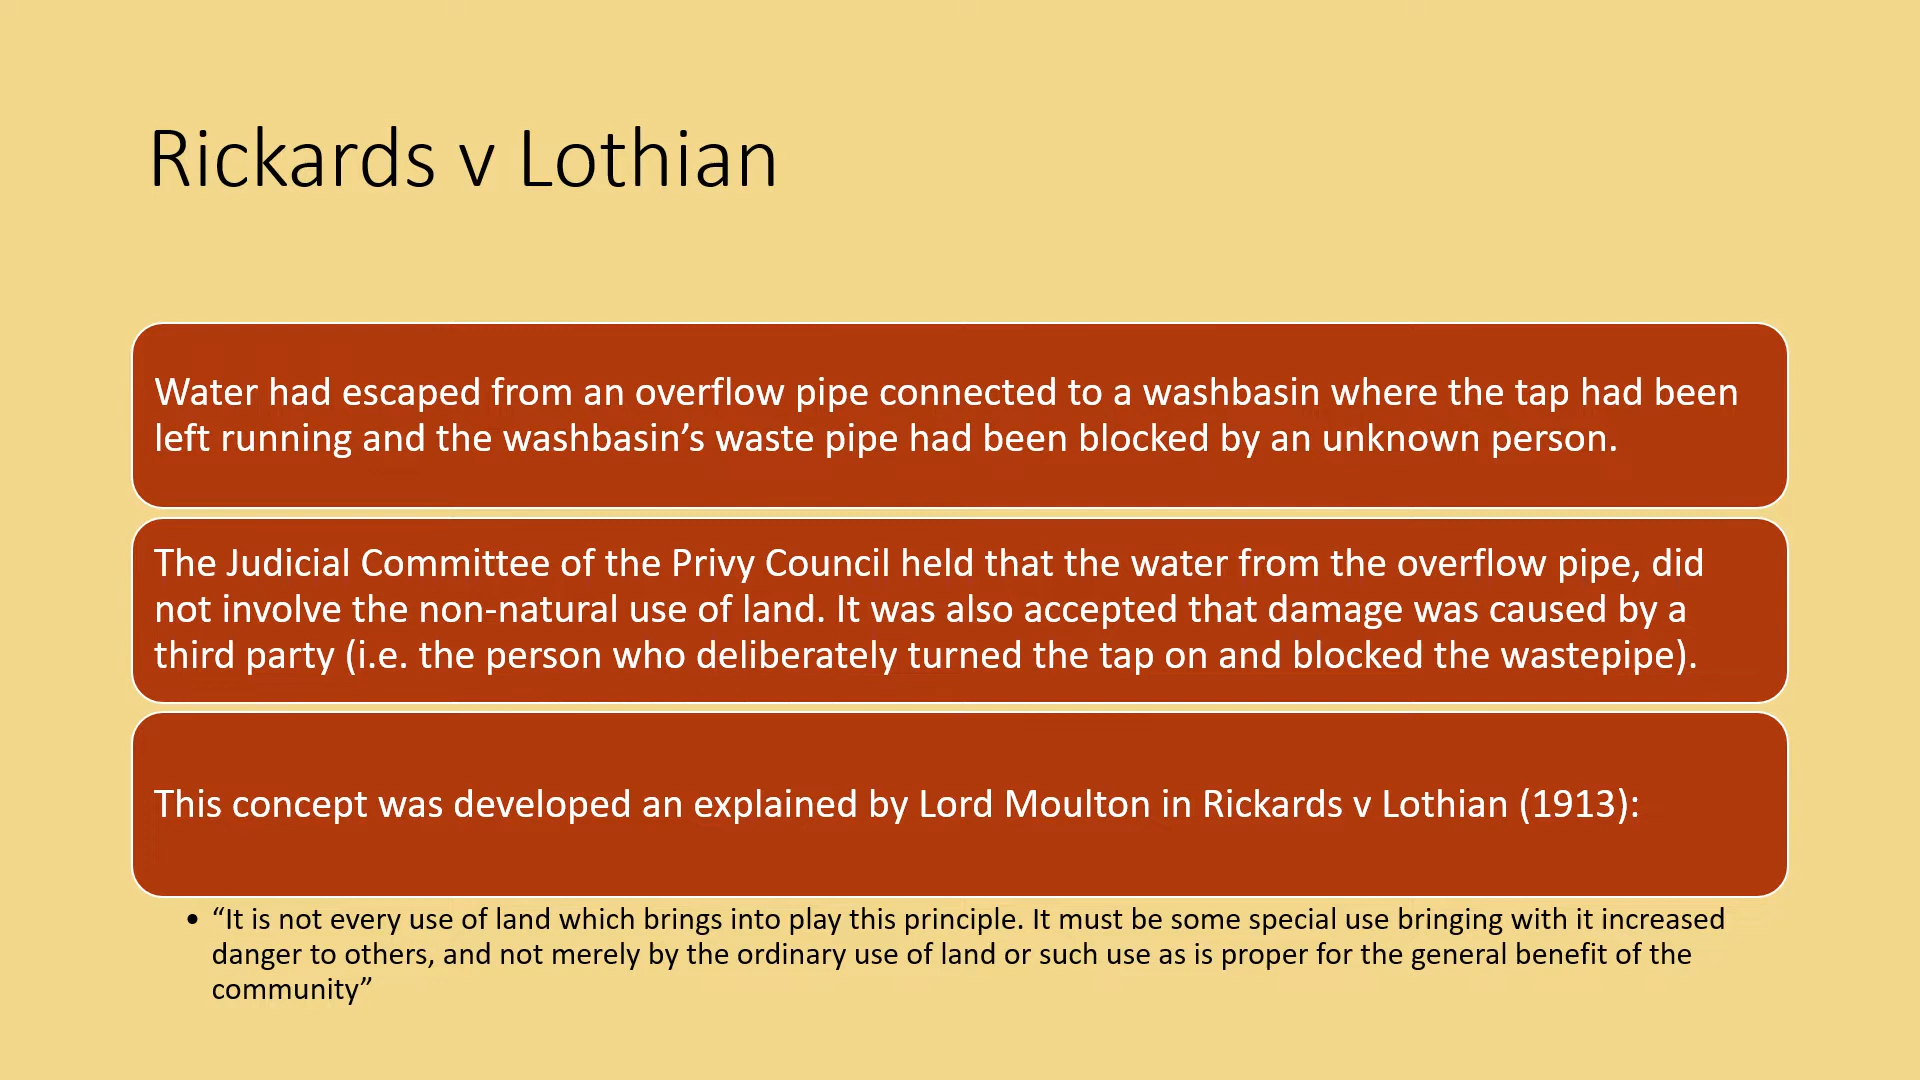 Rickards v Lothian
Water had escaped from an overflow pipe connected to a washbasin where the tap had been
left running and the washbasin’s waste pipe had been blocked by an unknown person.
The Judicial Committee of the Privy Council held that the water from the overflow pipe, did
not involve the non-natural use of land. It was also accepted that damage was caused by a
third party (i.e. the person who deliberately turned the tap on and blocked the wastepipe).
This concept was developed an explained by Lord Moulton in Rickards v Lothian (1913):
• “It is not every use of land which brings into play this principle. It must be some special use bringing with it increased
danger to others, and not merely by the ordinary use of land or such use as is proper for the general benefit of the
community”